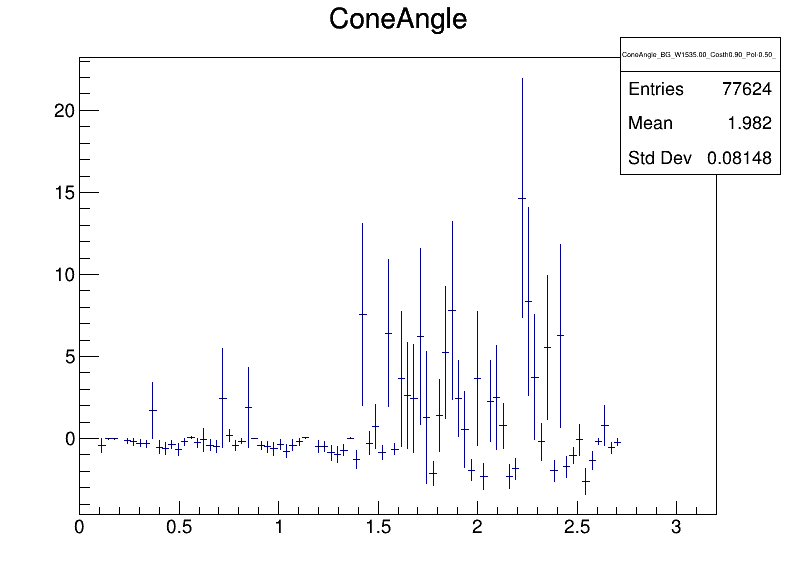 ConeAngle
ConeAngle_BG_W1535.00_Costh0.90_Pol-0.50_
Entries 77624
Mean 1.982
Std Dev 0.08148
20
15
10
5
0
0 0.5 1 1.5 2 2.5 3